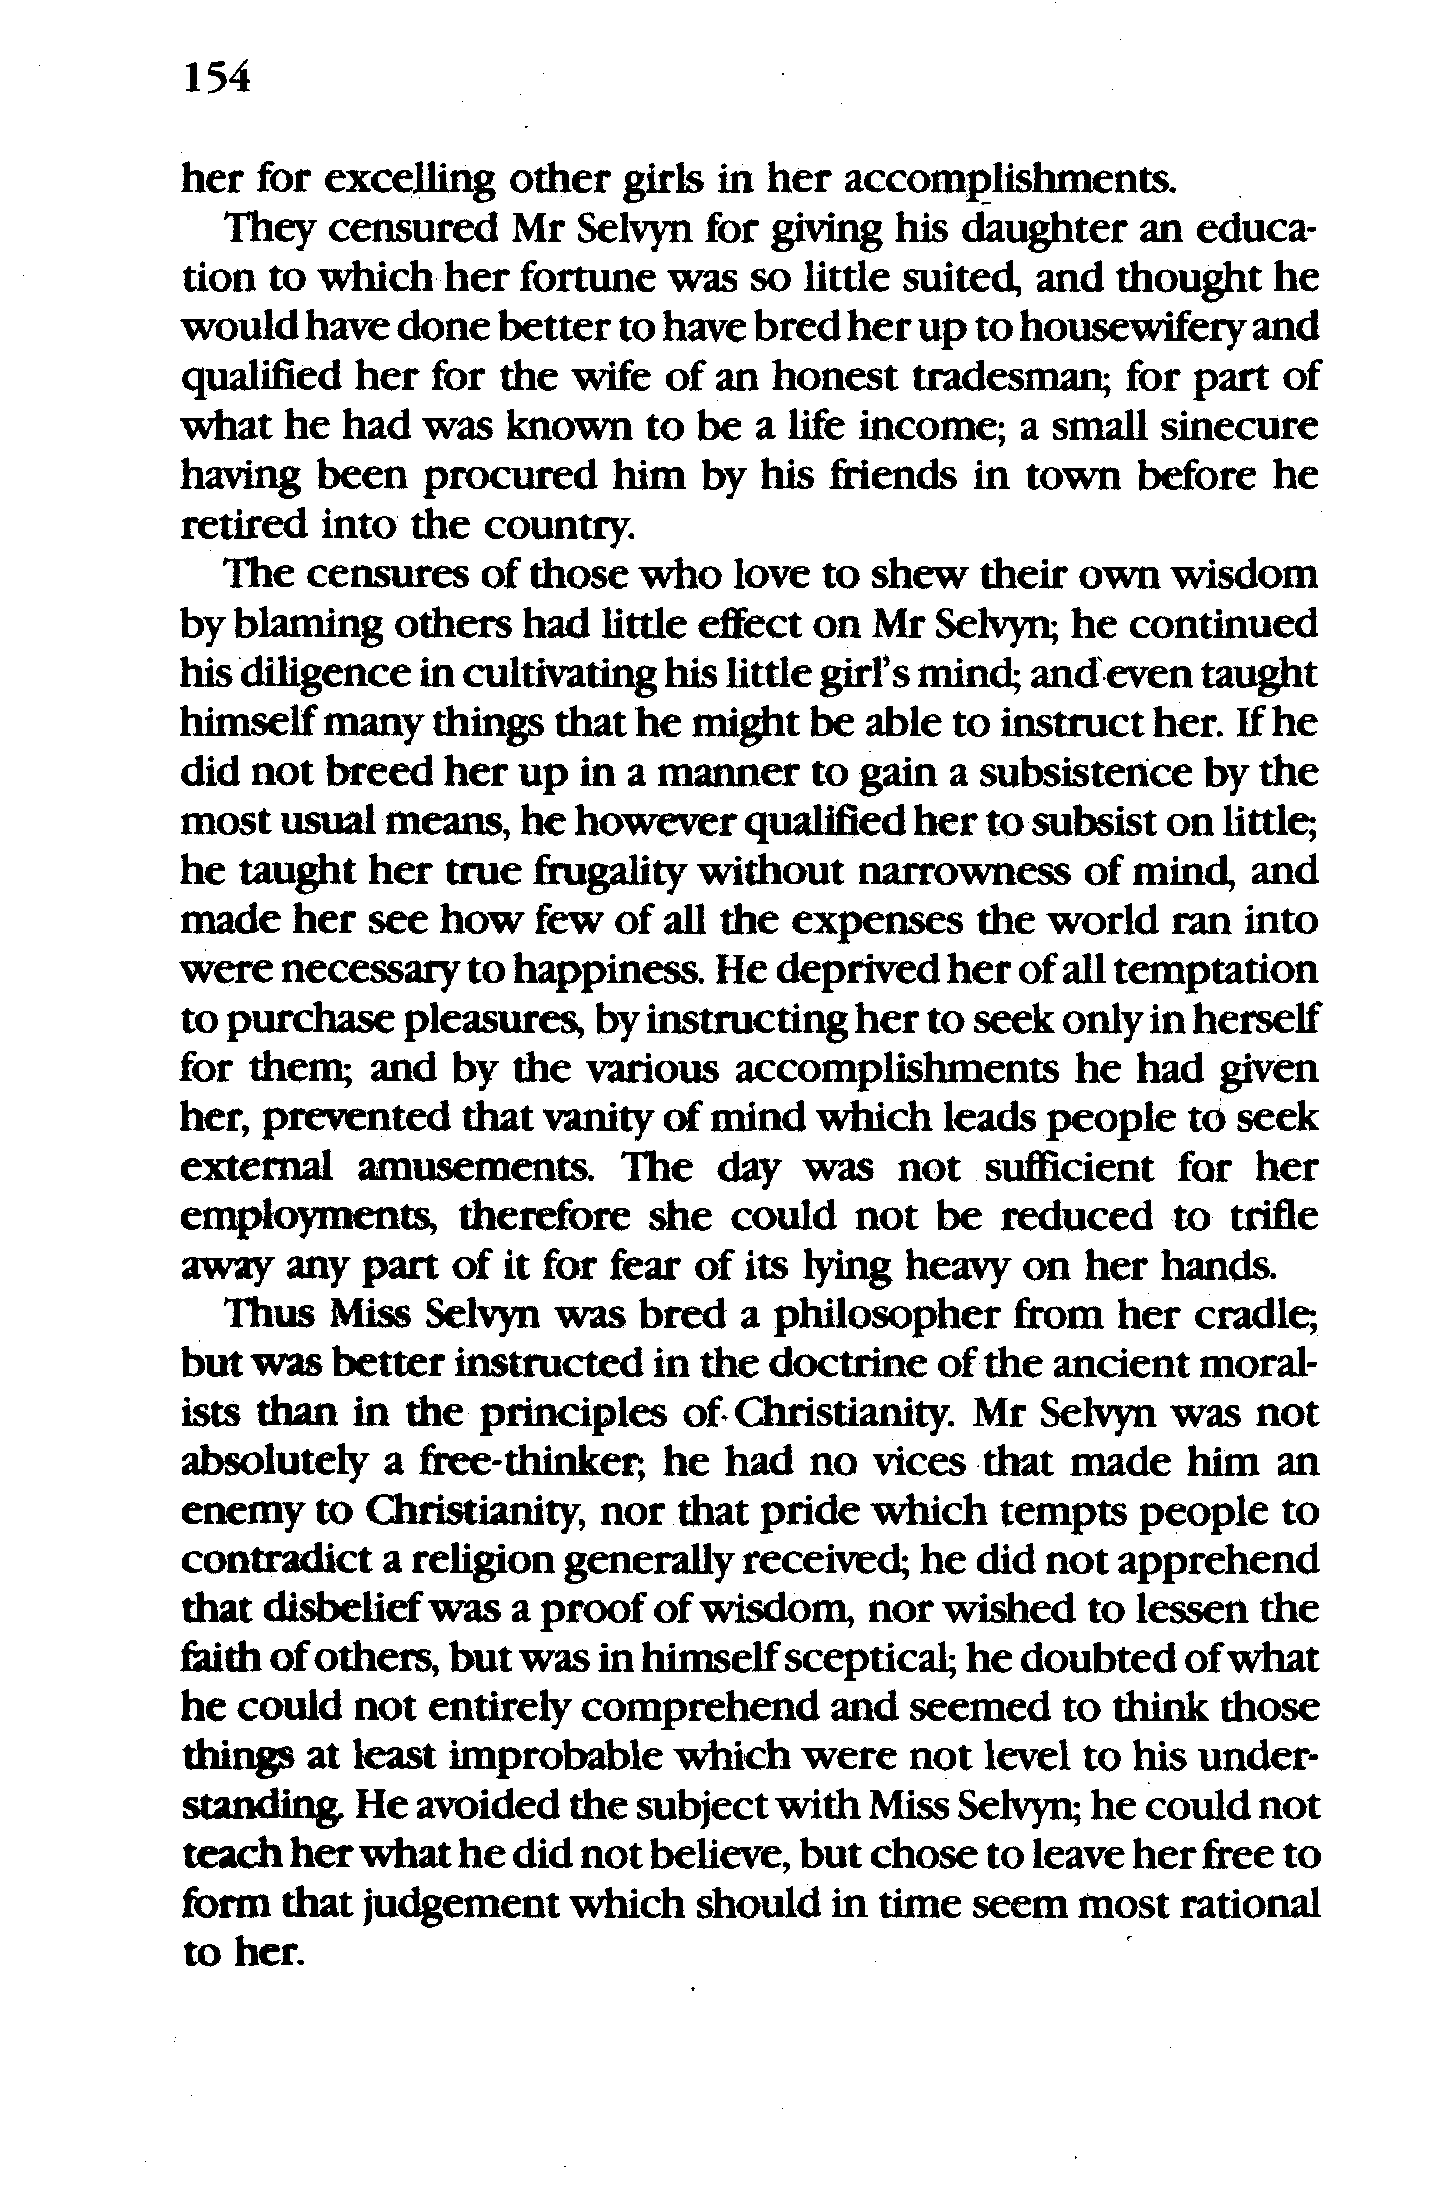 154
her for excelling other girls in her accomplishments.
They censured Mr Selvyn for giving his daughter an educa-
tion to which her fortune was so little suited, and thought he
would have done better to have bred her up to housewifery and
qualified her for the wife of an honest tradesman; for part of
what he had was known to be a life income; a small sinecure
having been procured him by his friends in town before he
retired into the country.
The censures of those who love to shew their own wisdom
by blaming others had little effect on Mr Selvyn; he continued
his diligence in cultivating his little girl's mind; and even taught
himself many things that he might be able to instruct her. If he
did not breed her up in a manner to gain a subsistence by the
most usual means, he however qualified her to subsist on little;
he taught her true frugality without narrowness of mind, and
made her see how few of all the expenses the world ran into
were necessary to happiness. He deprived her of all temptation
to purchase pleasures, by instructing her to seek only in herself
for them; and by the various accomplishments he had given
her, prevented that vanity of mind which leads people to seek
external amusements. The day was not sufficient for her
employments, therefore she could not be reduced to trifle
away any part of it for fear of its lying heavy on her hands.
Thus Miss Selvyn was bred a philosopher from her cradle;
but was better instructed in the doctrine of the ancient moral-
ists than in the principles of Christianity. Mr Selvyn was not
absolutely a free-thinker; he had no vices that made him an
enemy to Christianity, nor that pride which tempts people to
contradict a religion generally received; he did not apprehend
that disbelief was a proof of wisdom, nor wished to lessen the
faith of others, but was in himself sceptical; he doubted of what
he could not entirely comprehend and seemed to think those
things at least improbable which were not level to his under-
standing. He avoided the subject with Miss Selvyn; he could not
teach her what he did not believe, but chose to leave her free to
form that judgement which should in time seem most rational
to her.